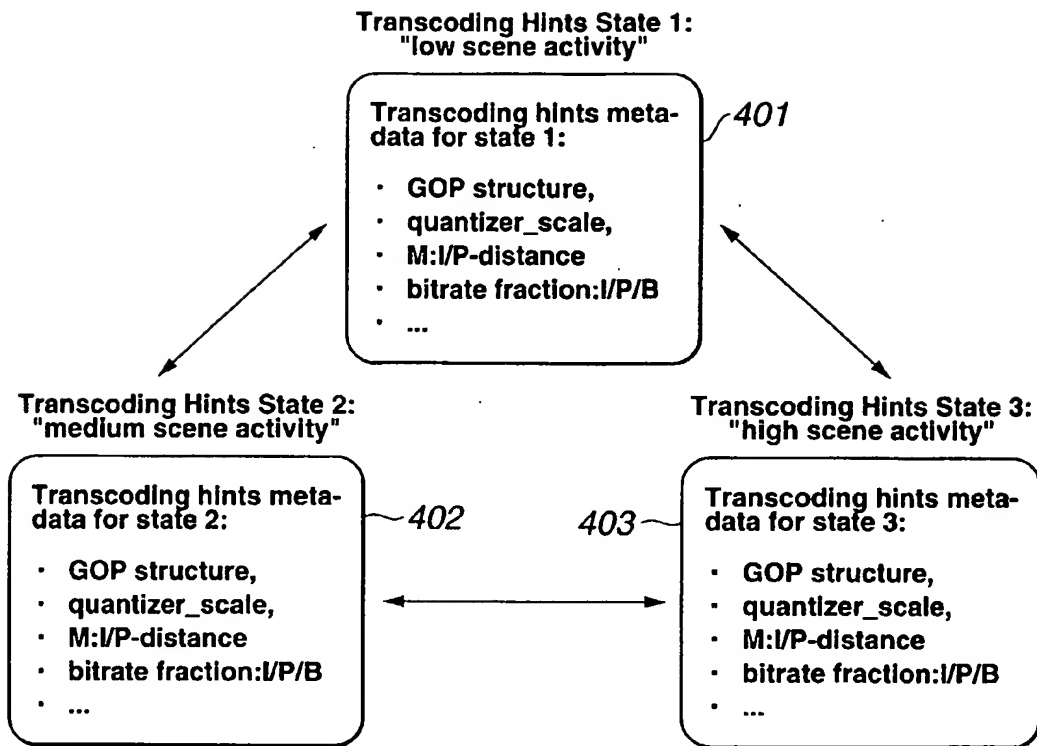 Transcoding Hints State 1:
"low scene activity"
Transcoding hints meta-
data for state 1:
· GOP structure,
· quantizer_scale,
· M:I/P-distance
· bitrate fraction:I/P/B
· ...
401
Transcoding Hints State 2:
"medium scene activity"
Transcoding hints meta-
data for state 2:
· GOP structure,
· quantizer_scale,
· M:I/P-distance
· bitrate fraction:I/P/B
· ...
402
Transcoding Hints State 3:
"high scene activity"
403
Transcoding hints meta-
data for state 3:
· GOP structure,
· quantizer_scale,
· M:I/P-distance
· bitrate fraction:I/P/B
· ...